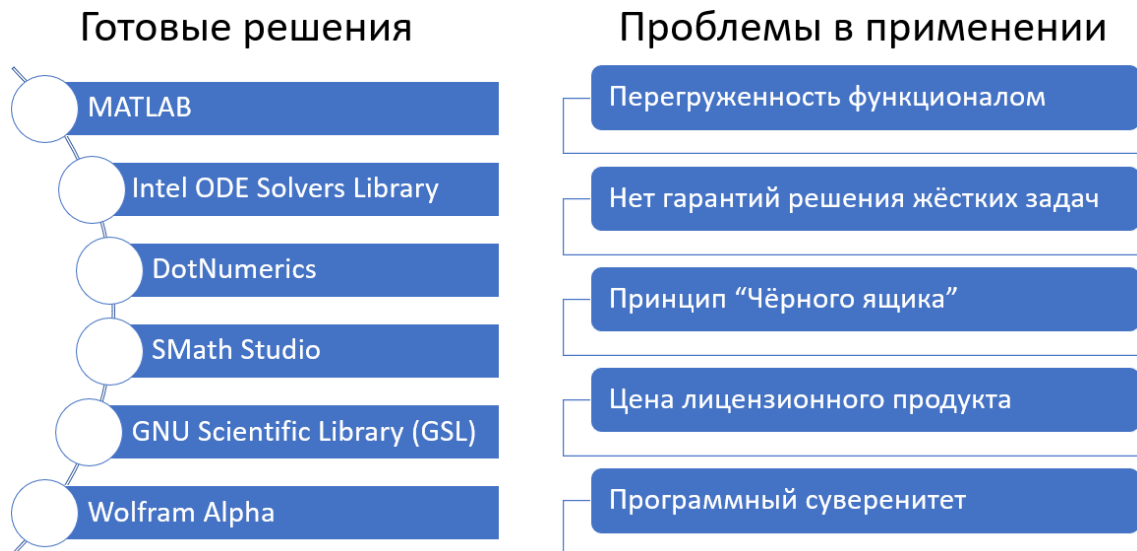 Готовые решения
MATLAB
Intel ODE Solvers Library
DotNumerics
SMath Studio
GNU Scientific Library (GSL)
Wolfram Alpha
Проблемы в применении
Перегруженность функционалом
Нет гарантий решения жёстких задач
Принцип “Чёрного ящика”
Цена лицензионного продукта
Программный суверенитет